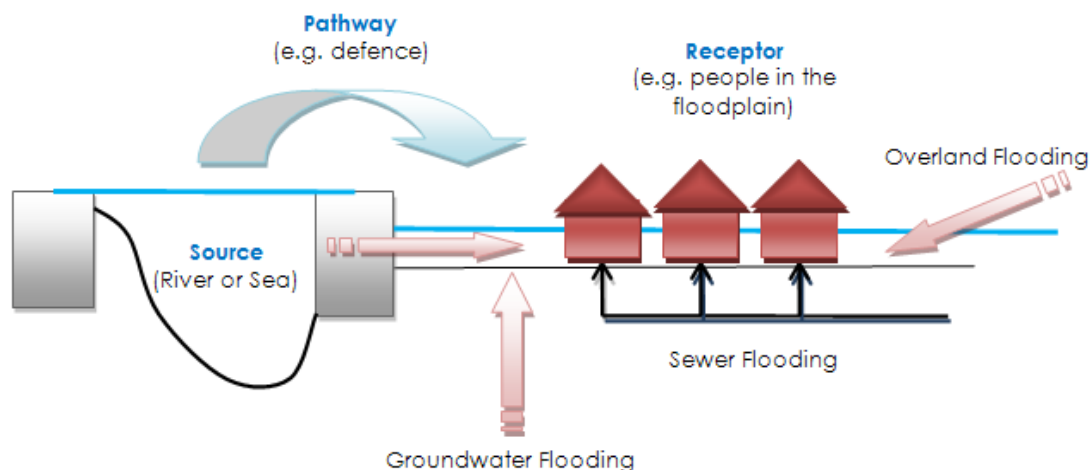 Pathway
(e.g. defence)
Receptor
(e.g. people in the
floodplain)
Overland Flooding
Source
(River or Sea)
Sewer Flooding
Groundwater Flooding